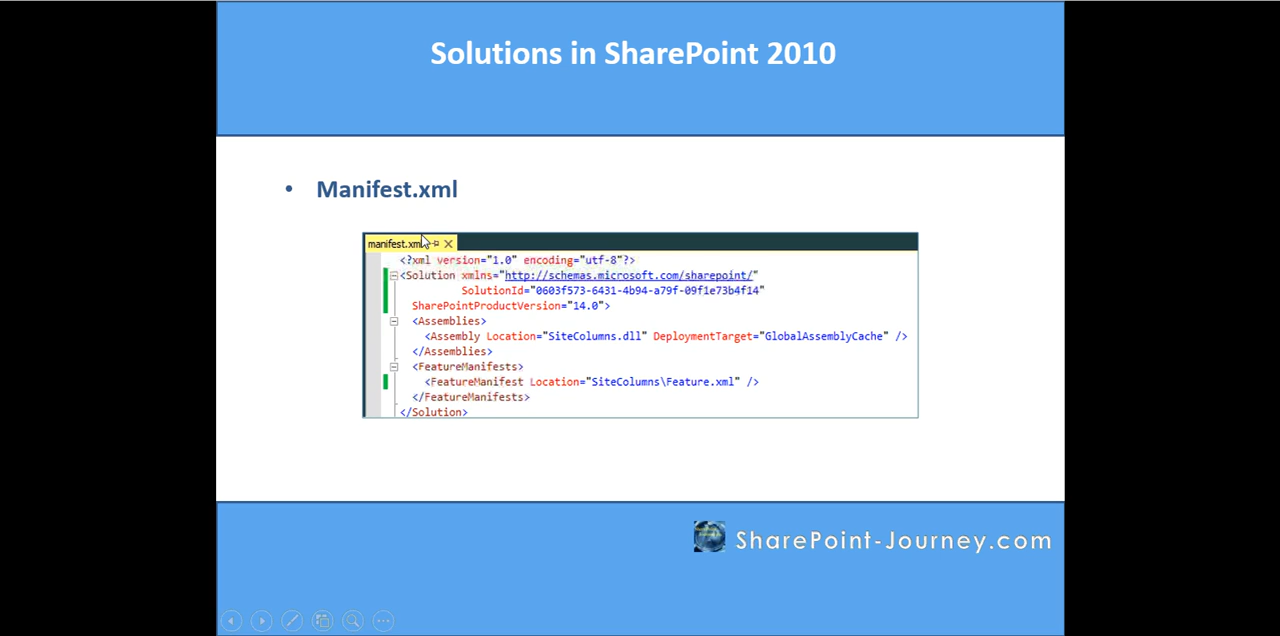 Solutions in SharePoint 2010
• Manifest.xml
manifest.xm
<?xml version="1.0" encoding="utf-8"?>
<Solution xmlns="http://schemas.microsoft.com/sharepoint/"
SolutionId="0603f573-6431-4b94-a79f-09f1e73b4f14"
SharePointProductVersion="14.0">
<Assemblies>
<Assembly Location="SiteColumns.dll" DeploymentTarget="GlobalAssemblyCache" />
</Assemblies>
<FeatureManifests>
<FeatureManifest Location="SiteColumns\Feature.xml" />
</FeatureManifests>
</Solution>
SharePoint-Journey.com